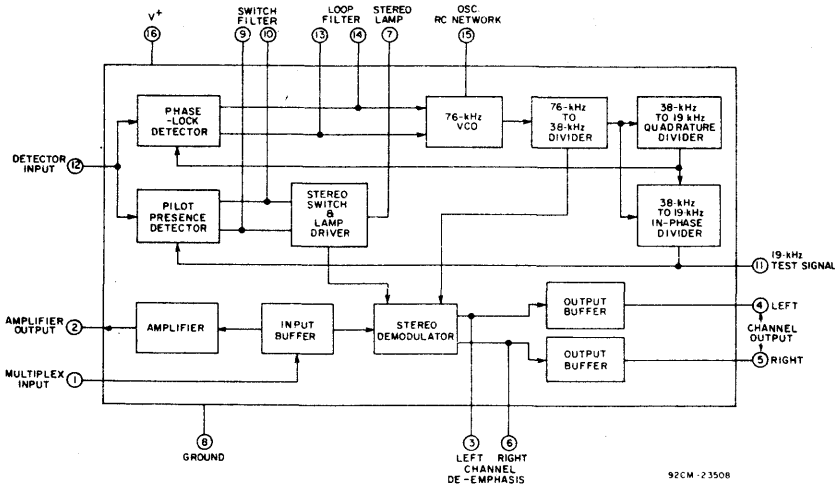 V+
16
SWITCH
FILTER
9
10
LOOP
FILTER
13
14
STEREO
LAMP
7
OSC.
RC NETWORK
15
PHASE
-LOCK
DETECTOR
76-kHz
VCO
76-kHz
TO
38-kHz
DIVIDER
38-kHz
TO 19 kHz
QUADRATURE
DIVIDER
DETECTOR
INPUT
12
PILOT
PRESENCE
DETECTOR
STEREO
SWITCH
&
LAMP
DRIVER
38-kHz
TO 19-kHz
IN-PHASE
DIVIDER
11
19-kHz
TEST SIGNAL
AMPLIFIER
OUTPUT
2
AMPLIFIER
INPUT
BUFFER
STEREO
DEMODULATOR
OUTPUT
BUFFER
4 LEFT
CHANNEL
OUTPUT
OUTPUT
BUFFER
5 RIGHT
MULTIPLEX
INPUT
1
8
GROUND
3
LEFT
6
RIGHT
CHANNEL
DE-EMPHASIS
92CM-23508